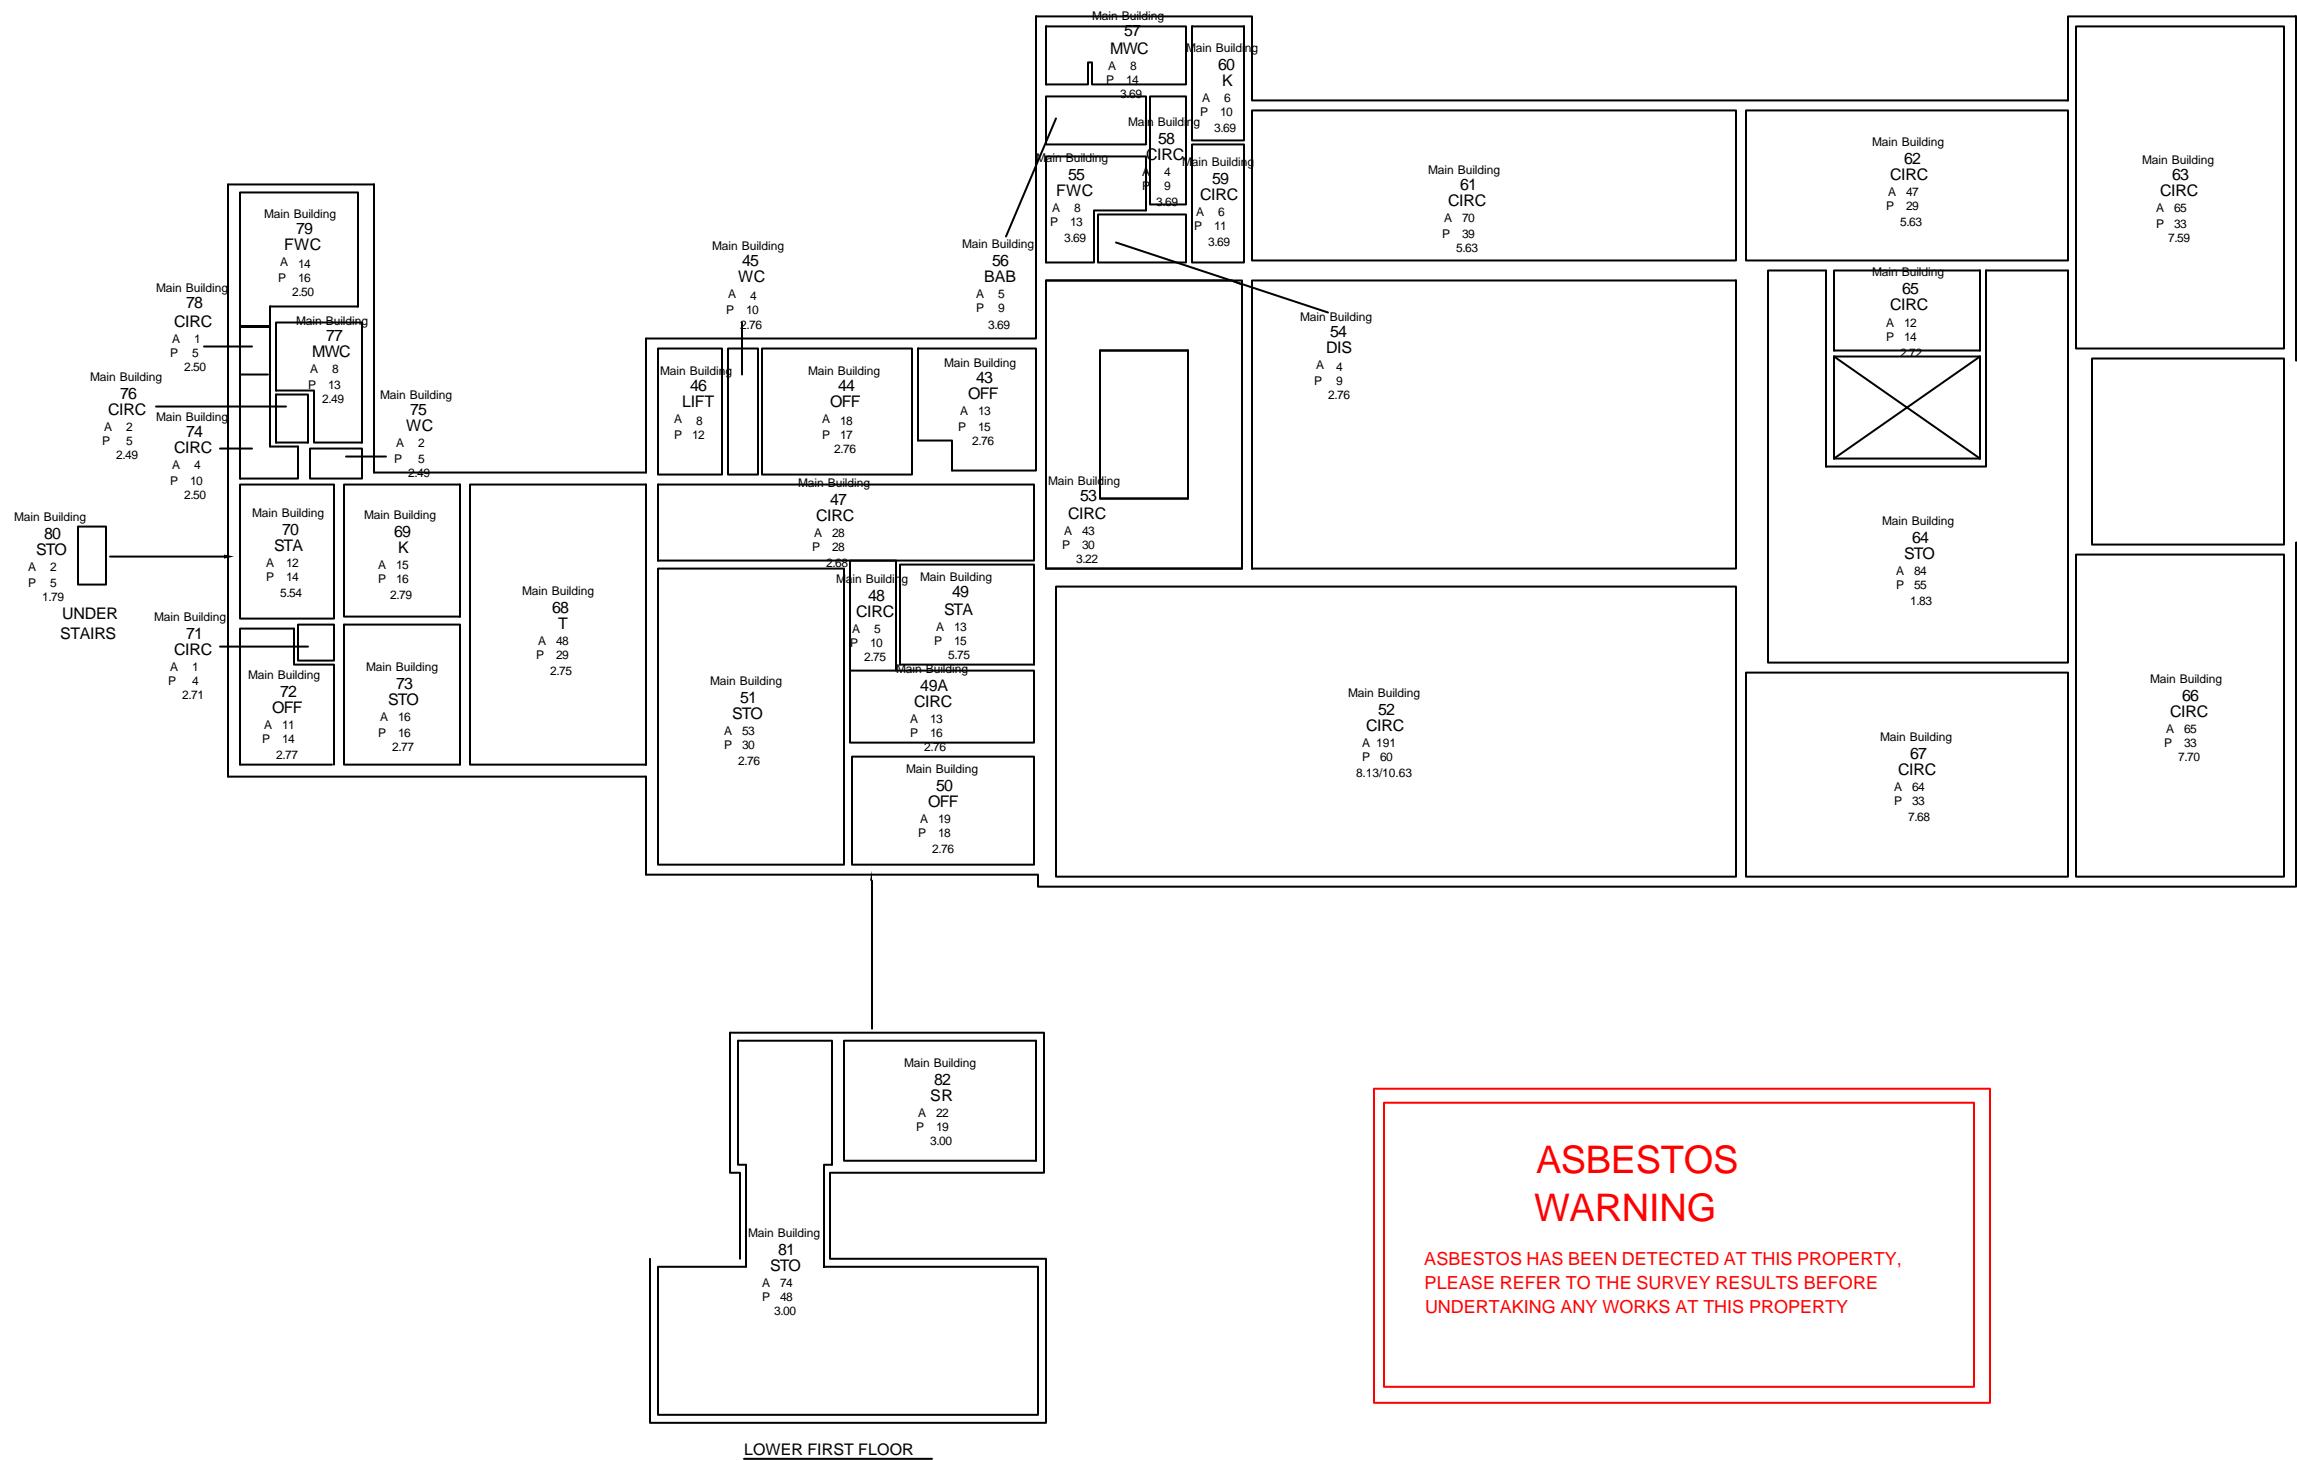 Main Building
57
MWC
A 8
P 14
3.69
Main Building
60
K
A 6
P 10
3.69
Main Building
58
CIRC
A 4
P 9
3.69
Main Building
55
FWC
A 8
P 13
3.69
Main Building
59
CIRC
A 6
P 11
3.69
Main Building
61
CIRC
A 70
P 39
5.63
Main Building
62
CIRC
A 47
P 29
5.63
Main Building
63
CIRC
A 65
P 33
7.59
Main Building
79
FWC
A 14
P 16
2.50
Main Building
45
WC
A 4
P 10
2.76
Main Building
56
BAB
A 5
P 9
3.69
Main Building
65
CIRC
A 12
P 14
2.72
Main Building
78
CIRC
A 1
P 5
2.50
Main Building
77
MWC
A 8
P 13
2.49
Main Building
54
DIS
A 4
P 9
2.76
Main Building
76
CIRC
A 2
P 5
2.49
Main Building
75
WC
A 2
P 5
2.49
Main Building
46
LIFT
A 8
P 12
Main Building
44
OFF
A 18
P 17
2.76
Main Building
43
OFF
A 13
P 15
2.76
Main Building
74
CIRC
A 4
P 10
2.50
Main Building
47
CIRC
A 28
P 28
2.68
Main Building
53
CIRC
A 43
P 30
3.22
Main Building
80
STO
A 2
P 5
1.79
UNDER
STAIRS
Main Building
70
STA
A 12
P 14
5.54
Main Building
69
K
A 15
P 16
2.79
Main Building
68
T
A 48
P 29
2.75
Main Building
48
CIRC
A 5
P 10
2.75
Main Building
49
STA
A 13
P 15
5.75
Main Building
64
STO
A 84
P 55
1.83
Main Building
71
CIRC
A 1
P 4
2.71
Main Building
72
OFF
A 11
P 14
2.77
Main Building
73
STO
A 16
P 16
2.77
Main Building
51
STO
A 53
P 30
2.76
Main Building
49A
CIRC
A 13
P 16
2.76
Main Building
50
OFF
A 19
P 18
2.76
Main Building
52
CIRC
A 191
P 60
8.13/10.63
Main Building
67
CIRC
A 64
P 33
7.68
Main Building
66
CIRC
A 65
P 33
7.70
Main Building
82
SR
A 22
P 19
3.00
Main Building
81
STO
A 74
P 48
3.00
LOWER FIRST FLOOR
ASBESTOS
WARNING
ASBESTOS HAS BEEN DETECTED AT THIS PROPERTY,
PLEASE REFER TO THE SURVEY RESULTS BEFORE
UNDERTAKING ANY WORKS AT THIS PROPERTY